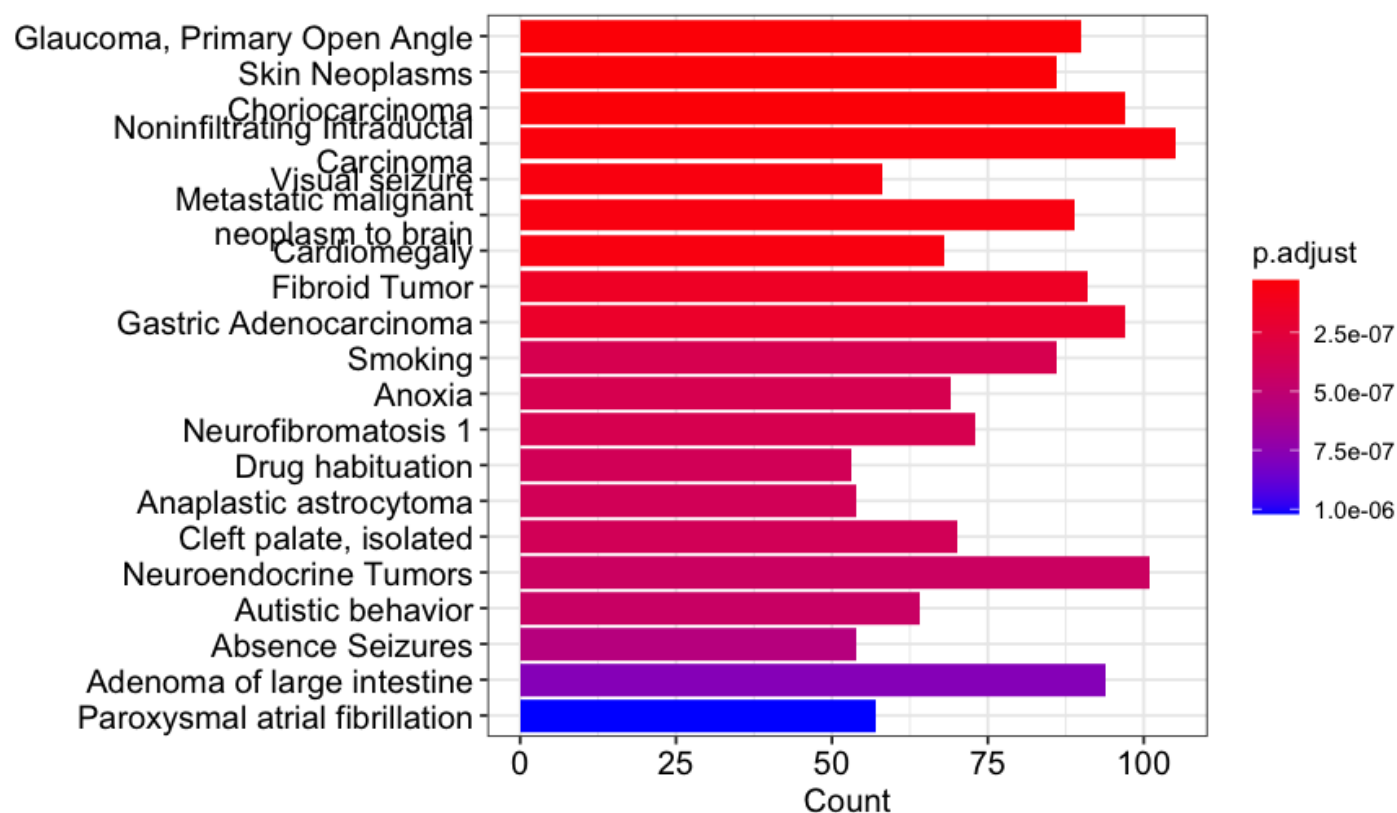 Glaucoma, Primary Open Angle
Skin Neoplasms
Choriocarcinoma
Noninfiltrating Intraductal
Carcinoma
Visual seizure
Metastatic malignant
neoplasm to brain
Cardiomegaly
Fibroid Tumor
Gastric Adenocarcinoma
Smoking
Anoxia
Neurofibromatosis 1
Drug habituation
Anaplastic astrocytoma
Cleft palate, isolated
Neuroendocrine Tumors
Autistic behavior
Absence Seizures
Adenoma of large intestine
Paroxysmal atrial fibrillation
0 25 50 75 100
Count
p.adjust
2.5e-07
5.0e-07
7.5e-07
1.0e-06